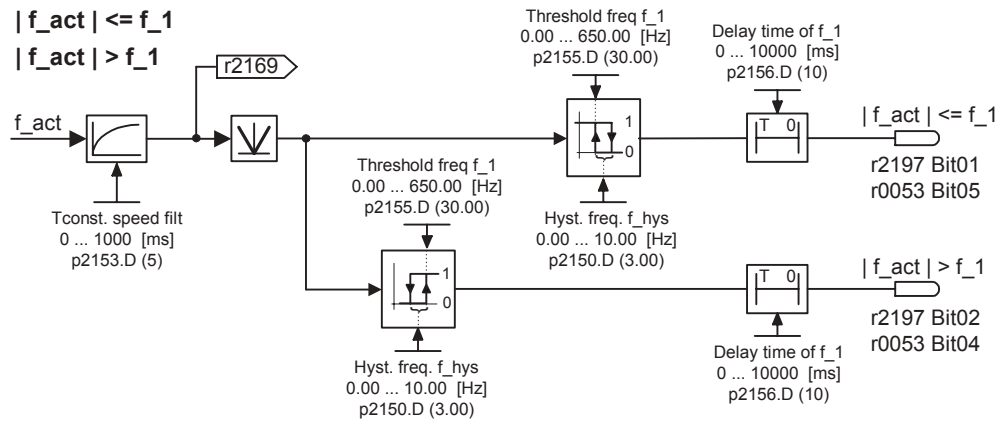 | f_act | <= f_1
| f_act | > f_1
r2169
f_act
Tconst. speed filt
0 ... 1000 [ms]
p2153.D (5)
Threshold freq f_1
0.00 ... 650.00 [Hz]
p2155.D (30.00)
1
0
Hyst. freq. f_hys
0.00 ... 10.00 [Hz]
p2150.D (3.00)
Delay time of f_1
0 ... 10000 [ms]
p2156.D (10)
T 0
| f_act | <= f_1
r2197 Bit01
r0053 Bit05
Threshold freq f_1
0.00 ... 650.00 [Hz]
p2155.D (30.00)
1
0
Hyst. freq. f_hys
0.00 ... 10.00 [Hz]
p2150.D (3.00)
T 0
Delay time of f_1
0 ... 10000 [ms]
p2156.D (10)
| f_act | > f_1
r2197 Bit02
r0053 Bit04